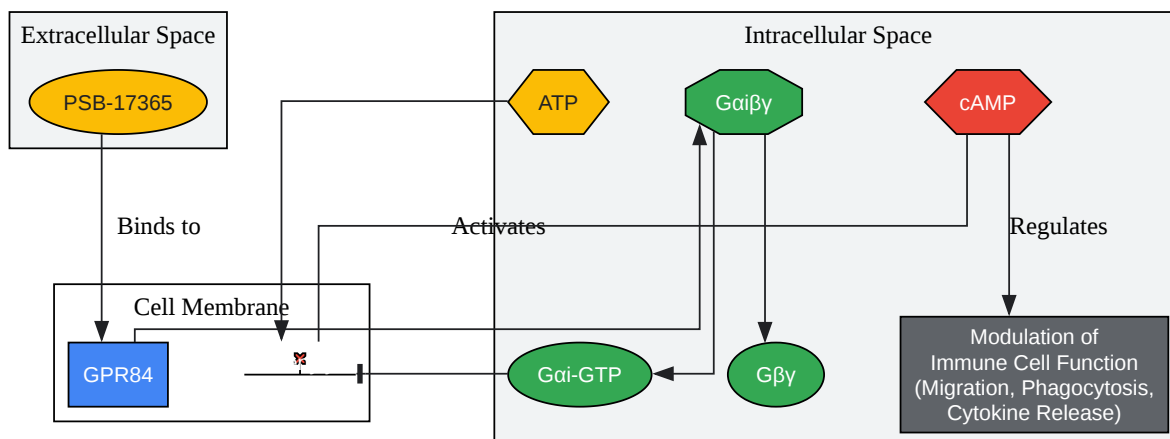 Extracellular Space
Intracellular Space
PSB-17365
ATP
Gαiβγ
cAMP
Binds to
Activates
Regulates
Cell Membrane
GPR84
Gαi-GTP
Gβγ
Modulation of
Immune Cell Function
(Migration, Phagocytosis,
Cytokine Release)